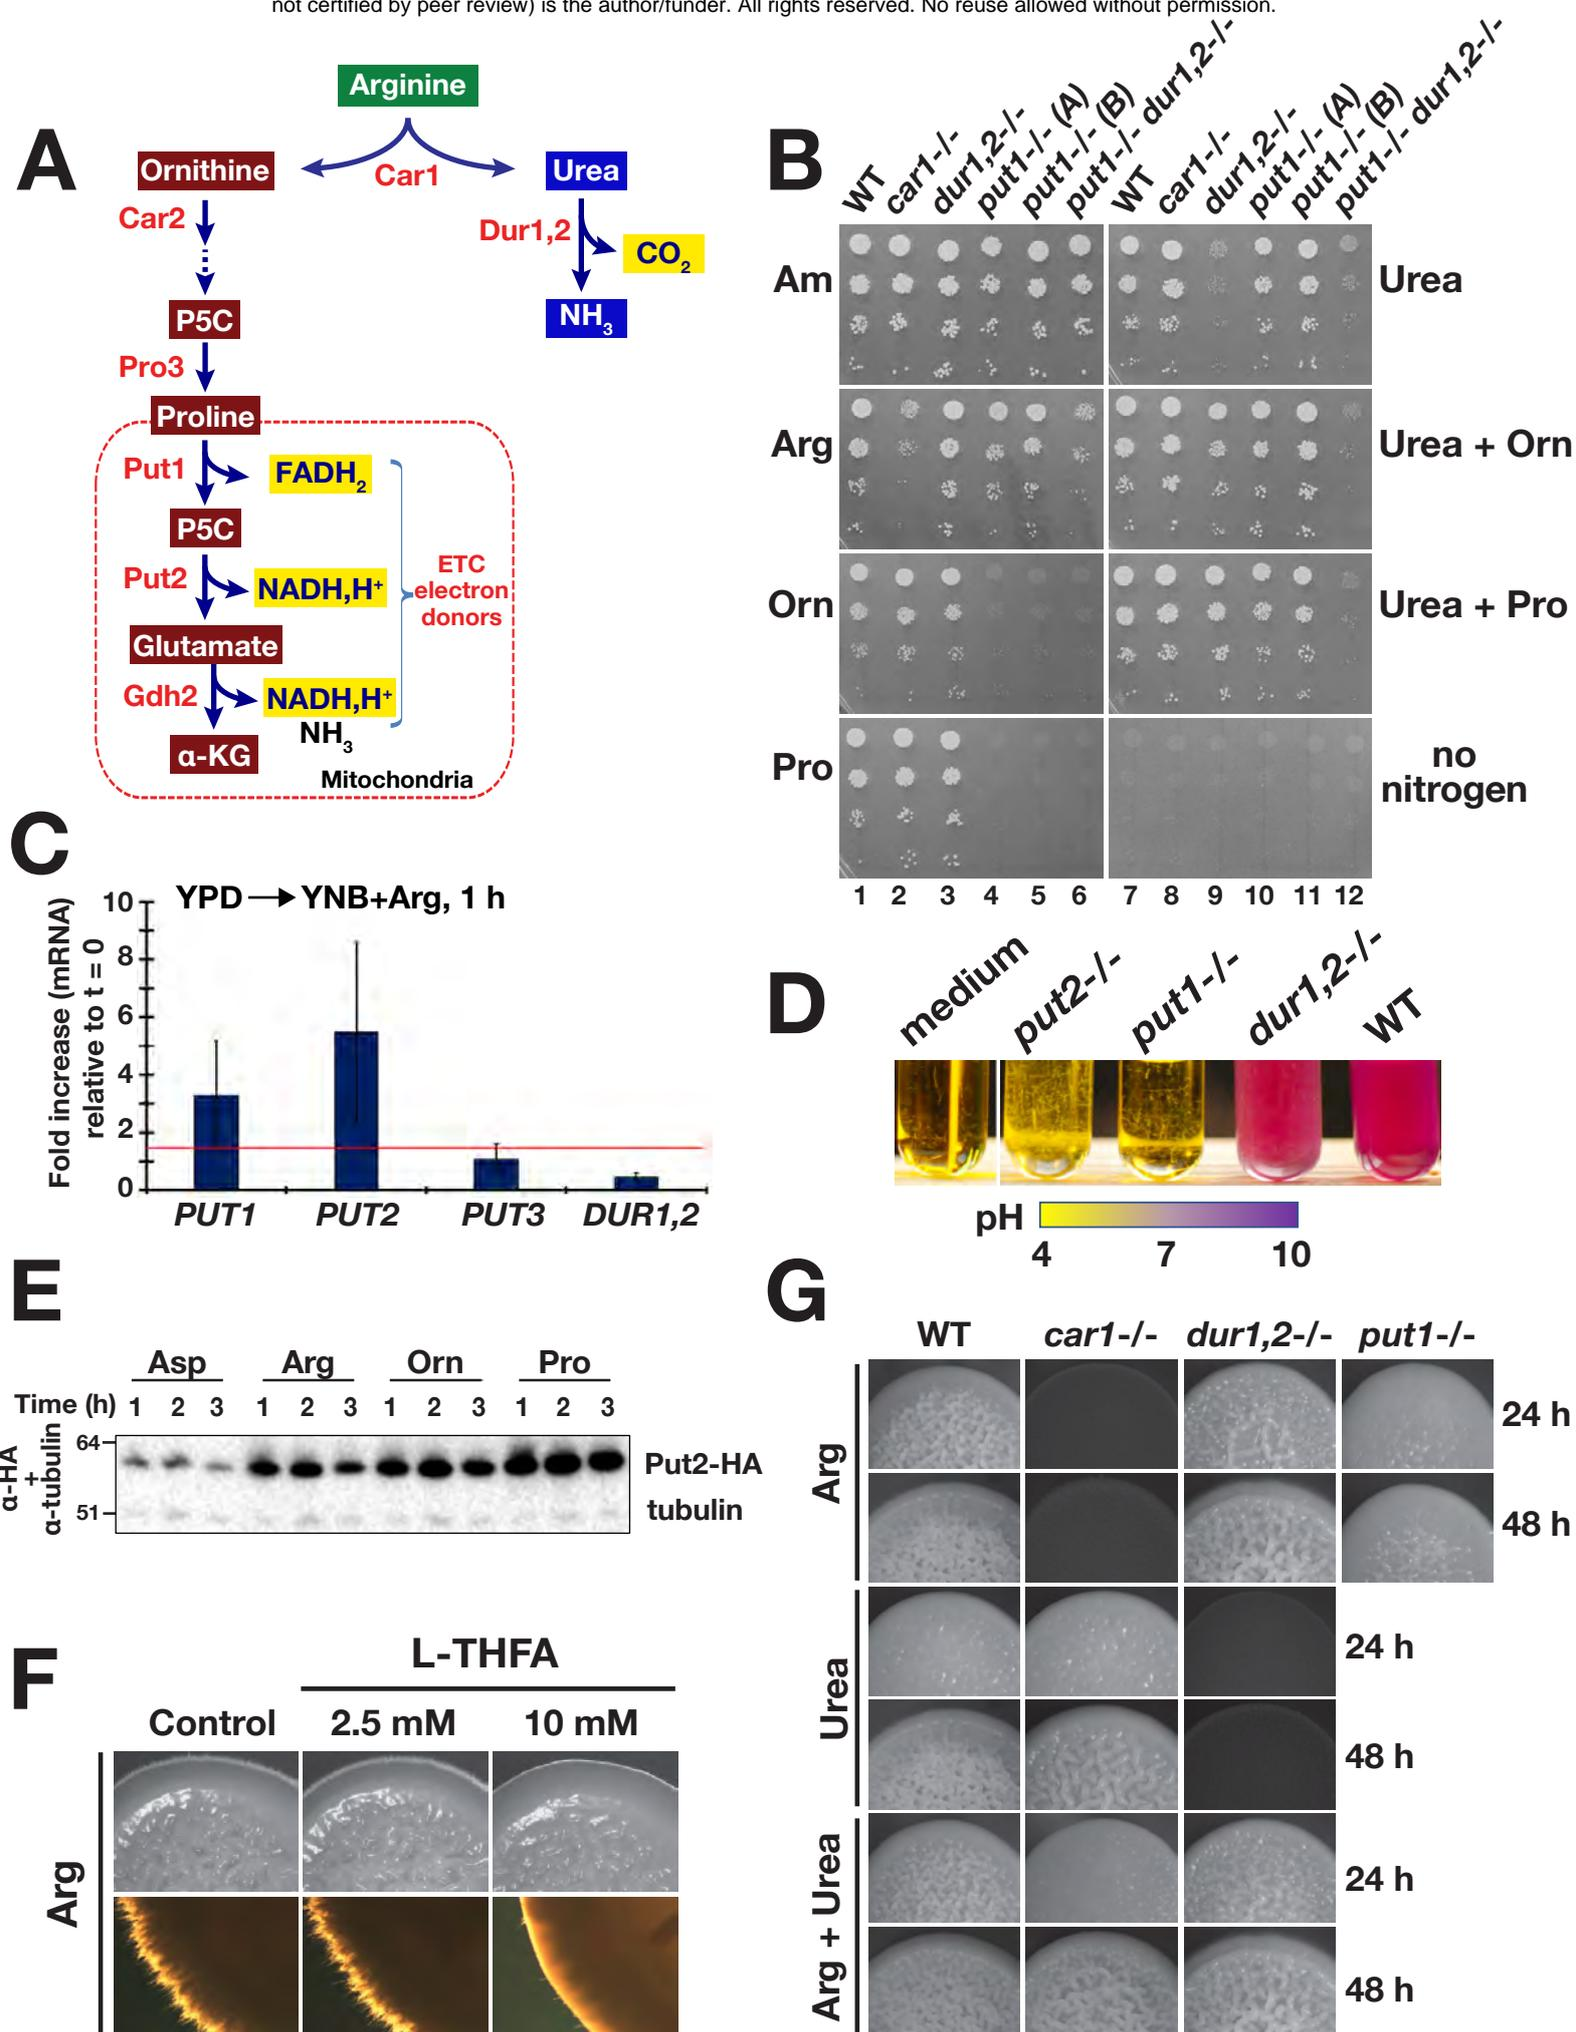 not certified by peer review) is the author/funder. All rights reserved. No reuse allowed without permission.
A
Arginine
Ornithine
Car1
Urea
Car2
Dur1,2
CO2
P5C
NH3
Pro3
Proline
Put1
FADH2
P5C
Put2
NADH,H+
ETC
electron
donors
Glutamate
Gdh2
NADH,H+
NH3
α-KG
Mitochondria
B
WT car1-/- dur1,2-/- put1-/- (A) put1-/- (B) put1-/- dur1,2-/- WT car1-/- dur1,2-/- put1-/- (A) put1-/- (B) put1-/- dur1,2-/-
Am Urea
Arg Urea + Orn
Orn Urea + Pro
Pro no
nitrogen
1 2 3 4 5 6 7 8 9 10 11 12
C
YPD → YNB+Arg, 1 h
Fold increase (mRNA)
relative to t = 0
10
8
6
4
2
0
PUT1 PUT2 PUT3 DUR1,2
D
medium put2-/- put1-/- dur1,2-/- WT
pH
4 7 10
E
Asp Arg Orn Pro
Time (h) 1 2 3 1 2 3 1 2 3 1 2 3
α-HA
+
α-tubulin
64
51
Put2-HA
tubulin
F
L-THFA
Control 2.5 mM 10 mM
Arg
G
WT car1-/- dur1,2-/- put1-/-
Arg
24 h
48 h
Urea
24 h
48 h
Arg + Urea
24 h
48 h